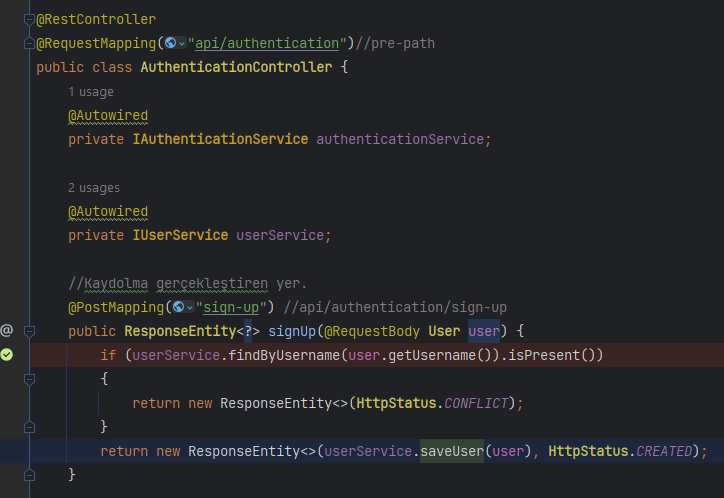 @RestController
@RequestMapping("api/authentication")//pre-path
public class AuthenticationController {
1 usage
@Autowired
private IAuthenticationService authenticationService;
2 usages
@Autowired
private IUserService userService;
//Kaydolma gerçekleştiren yer.
@PostMapping("sign-up") //api/authentication/sign-up
public ResponseEntity<?> signUp(@RequestBody User user) {
if (userService.findByUsername(user.getUsername()).isPresent())
{
return new ResponseEntity<>(HttpStatus.CONFLICT);
}
return new ResponseEntity<>(userService.saveUser(user), HttpStatus.CREATED);
}